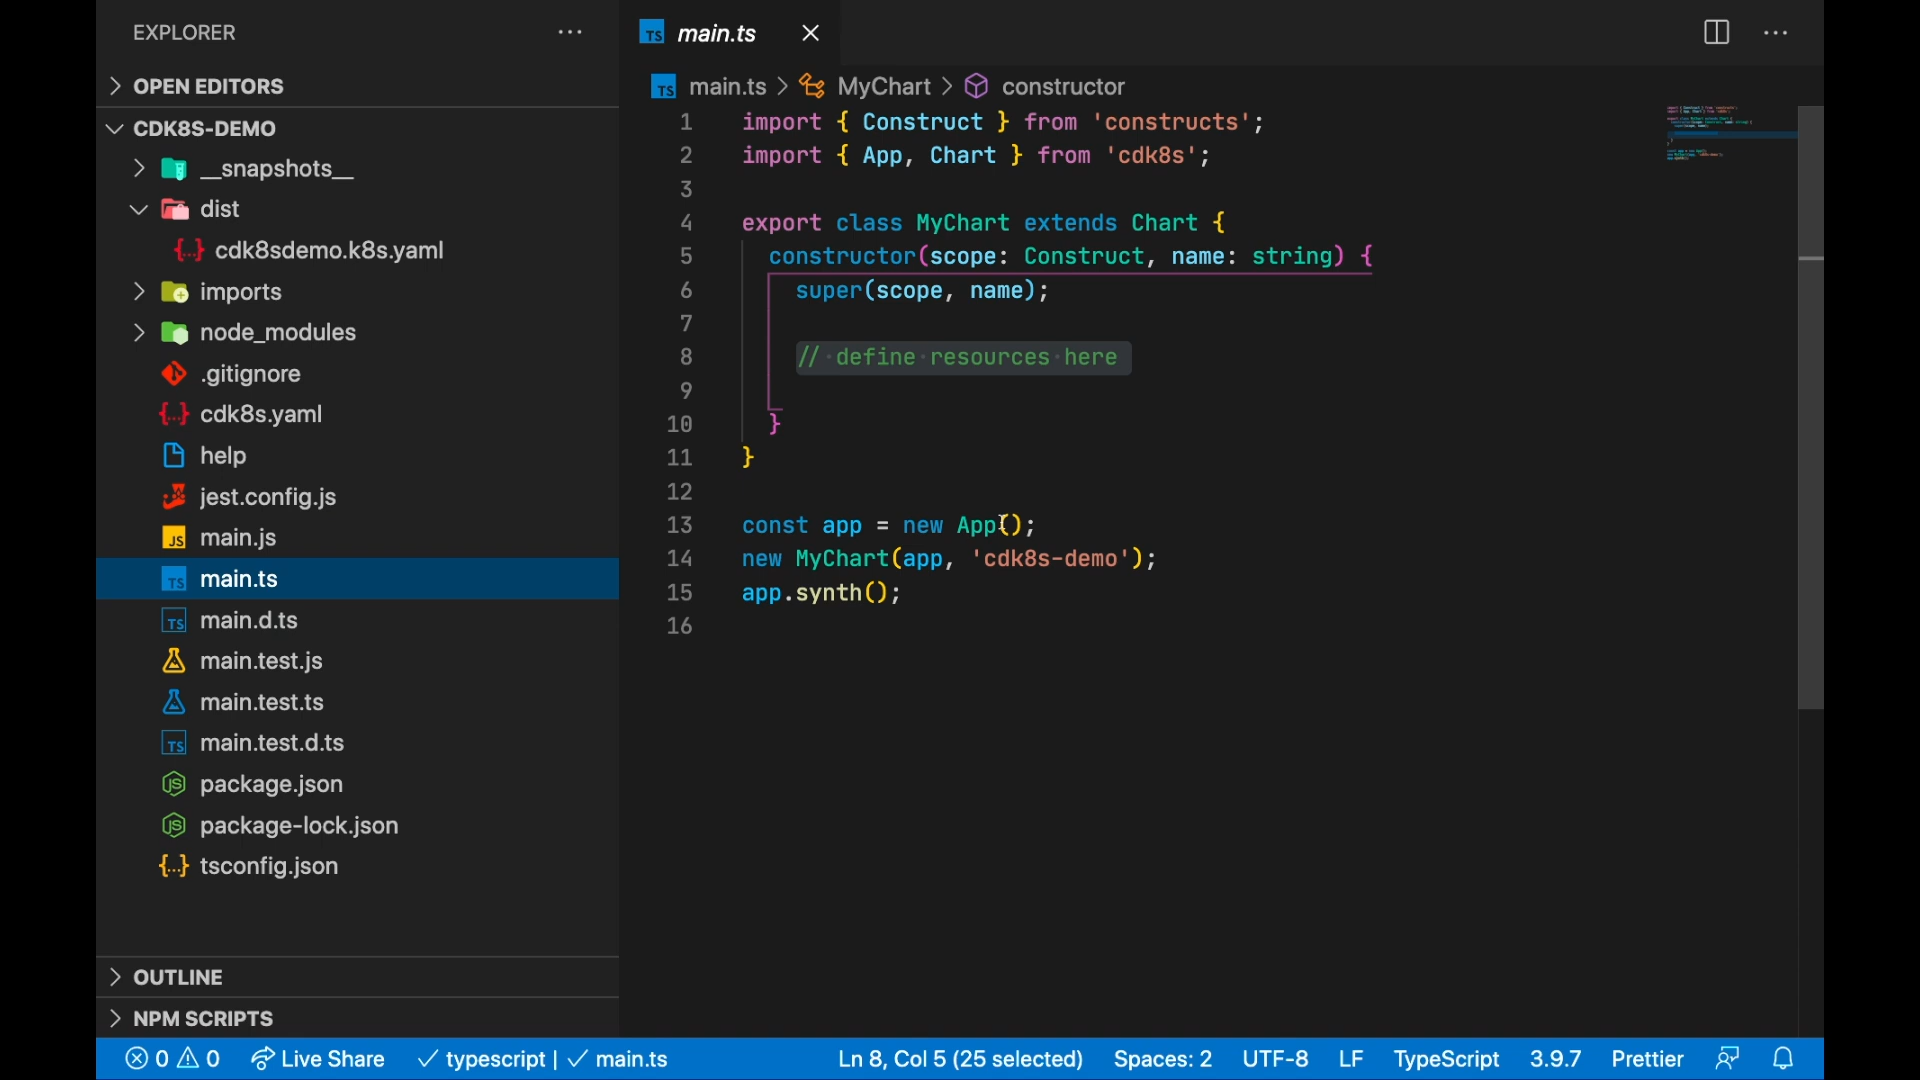 EXPLORER
OPEN EDITORS
CDK8S-DEMO
__snapshots__
dist
cdk8sdemo.k8s.yaml
imports
node_modules
.gitignore
cdk8s.yaml
help
jest.config.js
main.js
main.ts
main.d.ts
main.test.js
main.test.ts
main.test.d.ts
package.json
package-lock.json
tsconfig.json
OUTLINE
NPM SCRIPTS
main.ts
main.ts > MyChart > constructor
1 import { Construct } from 'constructs';
2 import { App, Chart } from 'cdk8s';
3
4 export class MyChart extends Chart {
5 constructor(scope: Construct, name: string) {
6 super(scope, name);
7
8 // define resources here
9
10 }
11 }
12
13 const app = new App();
14 new MyChart(app, 'cdk8s-demo');
15 app.synth();
16
0 0 Live Share typescript | main.ts Ln 8, Col 5 (25 selected) Spaces: 2 UTF-8 LF TypeScript 3.9.7 Prettier